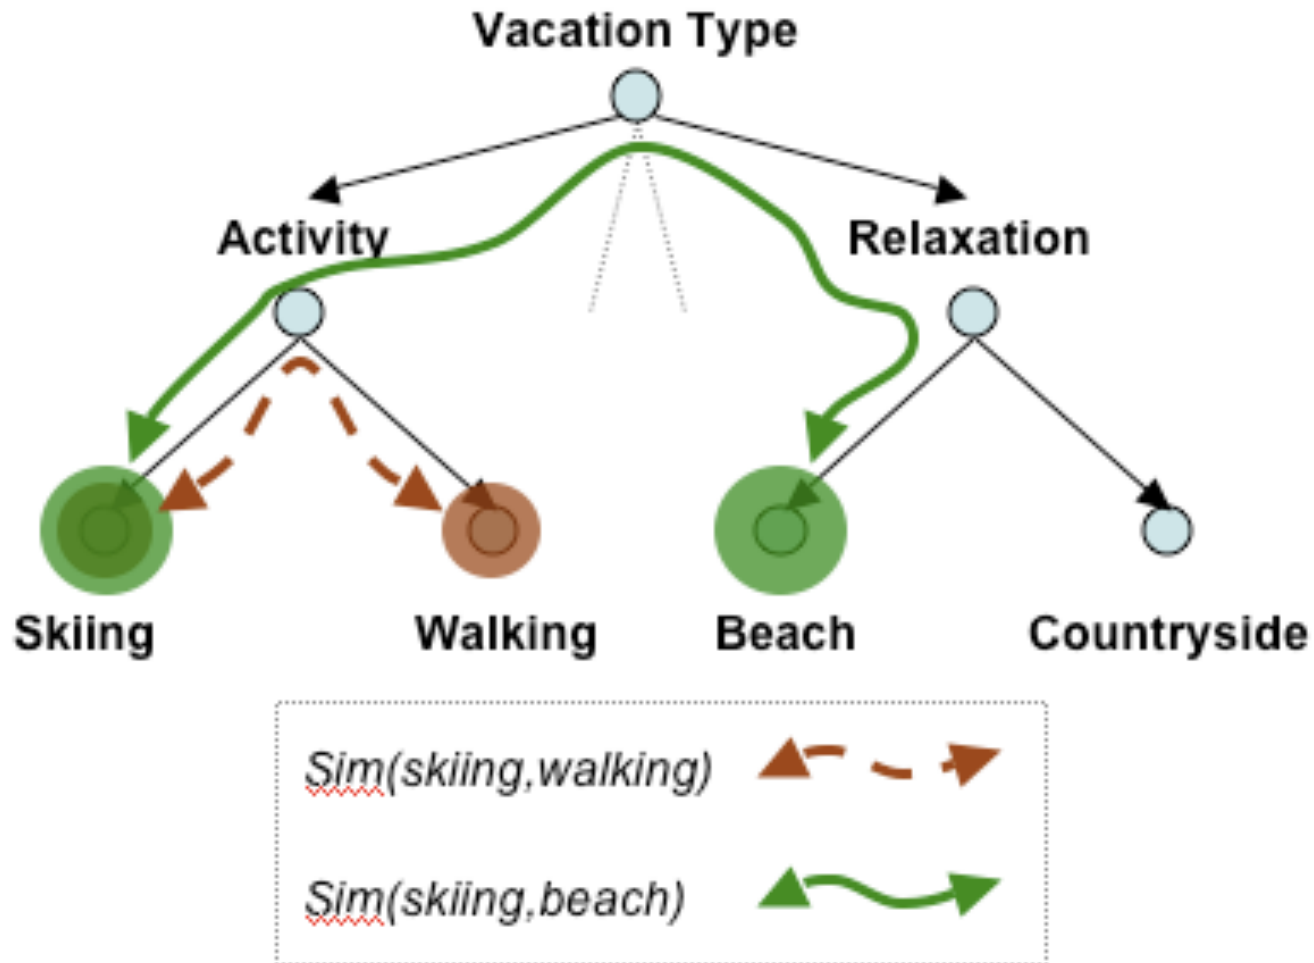 Vacation Type
Activity
Relaxation
Skiing
Walking
Beach
Countryside
Sim(skiing,walking)
Sim(skiing,beach)